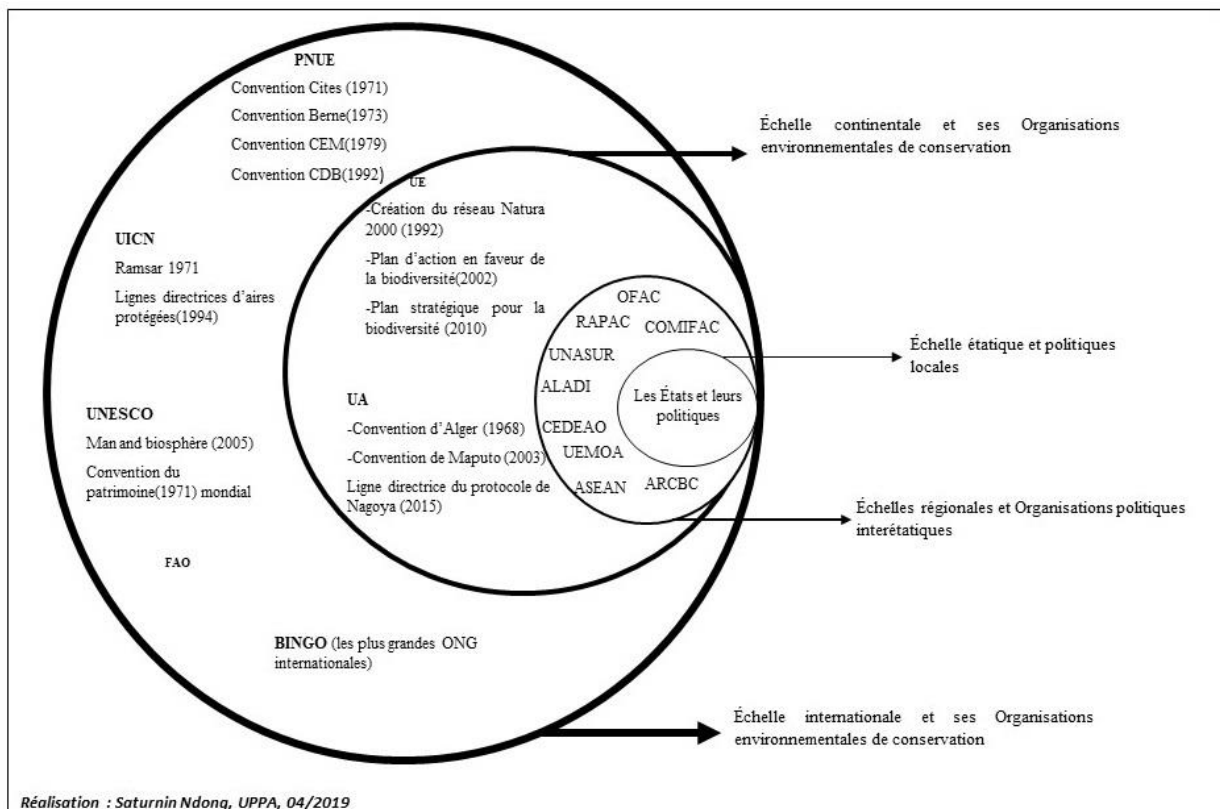 PNUE
Convention Cites (1971)
Convention Berne(1973)
Convention CEM(1979)
Convention CDB(1992)
UICN
Ramsar 1971
Lignes directrices d’aires
protégées(1994)
UNESCO
Man and biosphère (2005)
Convention du
patrimoine(1971) mondial
FAO
BINGO (les plus grandes ONG
internationales)
UE
-Création du réseau Natura
2000 (1992)
-Plan d’action en faveur de
la biodiversité(2002)
-Plan stratégique pour la
biodiversité (2010)
UA
-Convention d’Alger (1968)
-Convention de Maputo (2003)
Ligne directrice du protocole de
Nagoya (2015)
OFAC
RAPAC
COMIFAC
UNASUR
ALADI
CEDEAO
UEMOA
ASEAN
ARCBC
Les États et leurs
politiques
Échelle continentale et ses Organisations
environnementales de conservation
Échelle étatique et politiques
locales
Échelles régionales et Organisations politiques
interétatiques
Échelle internationale et ses Organisations
environnementales de conservation
Réalisation : Saturnin Ndong, UPPA, 04/2019